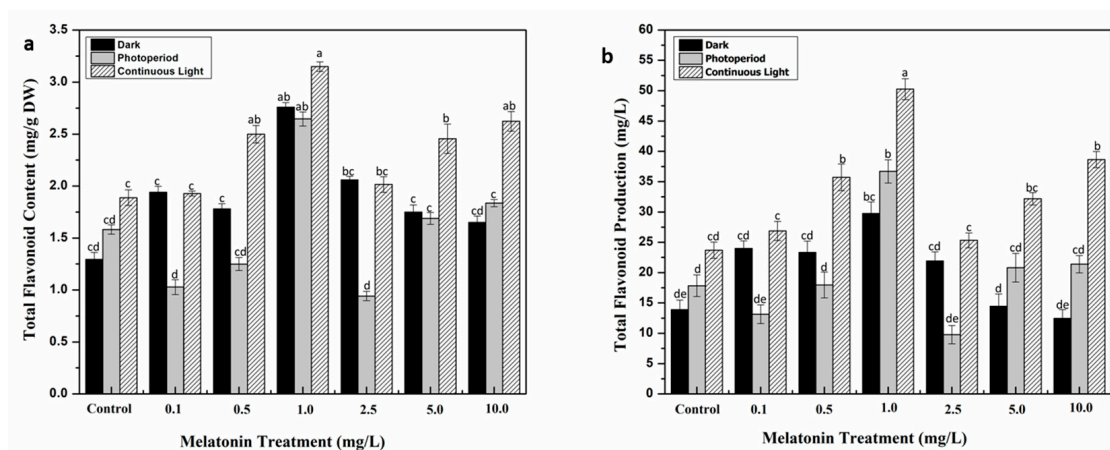 a
Dark
Photoperiod
Continuous Light
Total Flavonoid Content (mg/g DW)
3.5
3.0
2.5
2.0
1.5
1.0
0.5
0.0
cd cd c
c d c
c cd ab
ab ab a
bc d bc
c c b
c c ab
Control 0.1 0.5 1.0 2.5 5.0 10.0
Melatonin Treatment (mg/L)
b
Dark
Photoperiod
Continuous Light
Total Flavonoid Production (mg/L)
60
55
50
45
40
35
30
25
20
15
10
5
0
de cd cd
cd de c
cd cd b
bc b a
cd de c
d cd bc
de cd b
Control 0.1 0.5 1.0 2.5 5.0 10.0
Melatonin Treatment (mg/L)